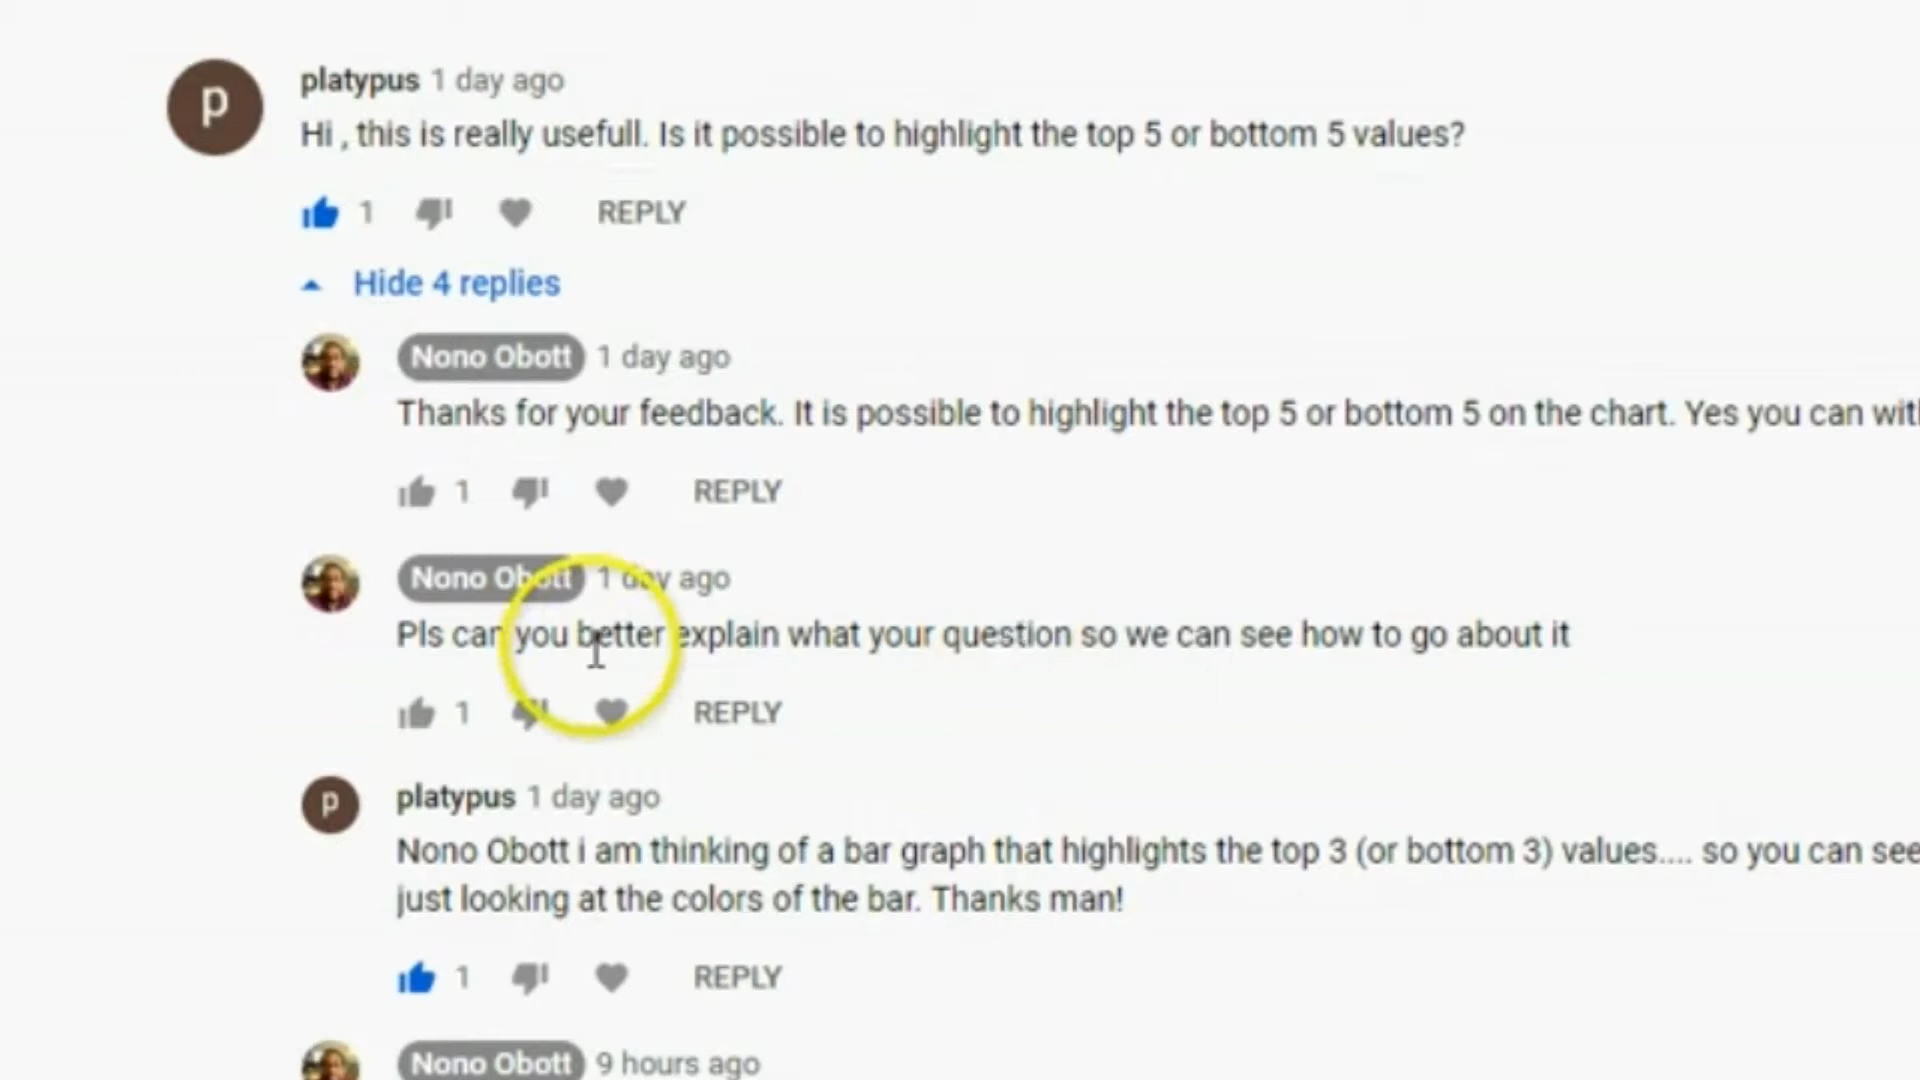 P
platypus 1 day ago
Hi , this is really usefull. Is it possible to highlight the top 5 or bottom 5 values?
1 REPLY
Hide 4 replies
Nono Obott 1 day ago
Thanks for your feedback. It is possible to highlight the top 5 or bottom 5 on the chart. Yes you can
1 REPLY
Nono Obott 1 day ago
Pls can you better explain what your question so we can see how to go about it
1 REPLY
P
platypus 1 day ago
Nono Obott i am thinking of a bar graph that highlights the top 3 (or bottom 3) values.... so you can see
just looking at the colors of the bar. Thanks man!
1 REPLY
Nono Obott 9 hours ago